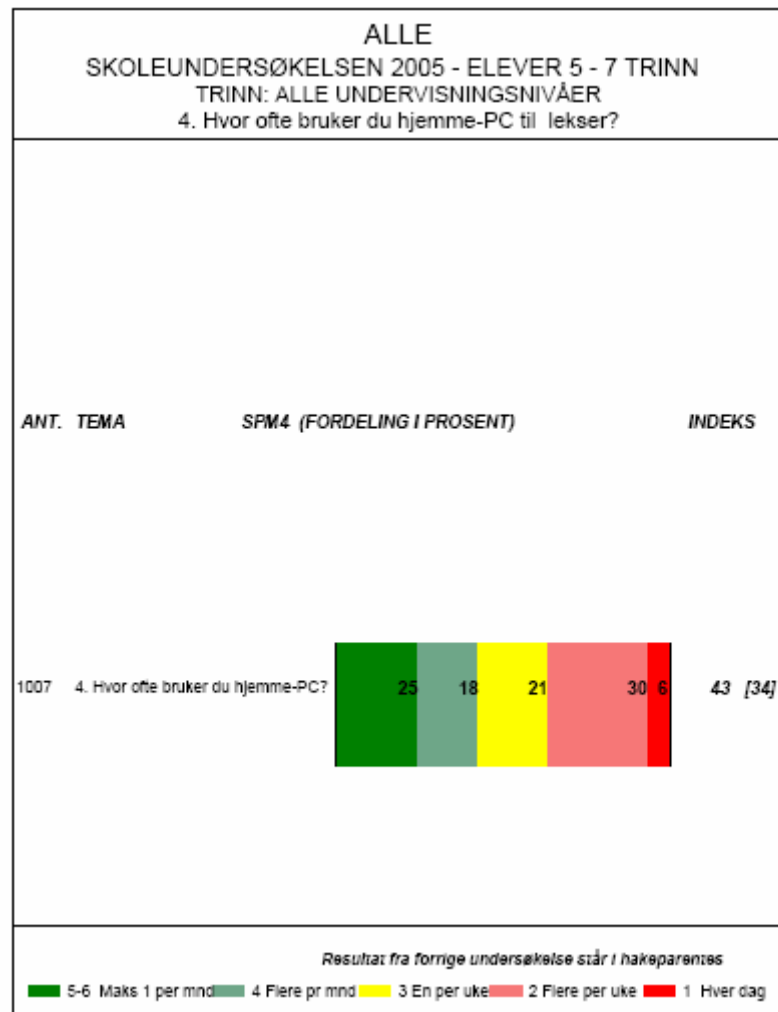 ALLE
SKOLEUNDERSØKELSEN 2005 - ELEVER 5 - 7 TRINN
TRINN: ALLE UNDERVISNINGSNIVÅER
4. Hvor ofte bruker du hjemme-PC til lekser?
ANT. TEMA SPM4 (FORDELING I PROSENT) INDEKS
1007 4. Hvor ofte bruker du hjemme-PC? 25 18 21 30 6 43 [34]
Resultat fra forrige undersøkelse står i hakeparentes
5-6 Maks 1 per mnd 4 Flere pr mnd 3 En per uke 2 Flere per uke 1 Hver dag